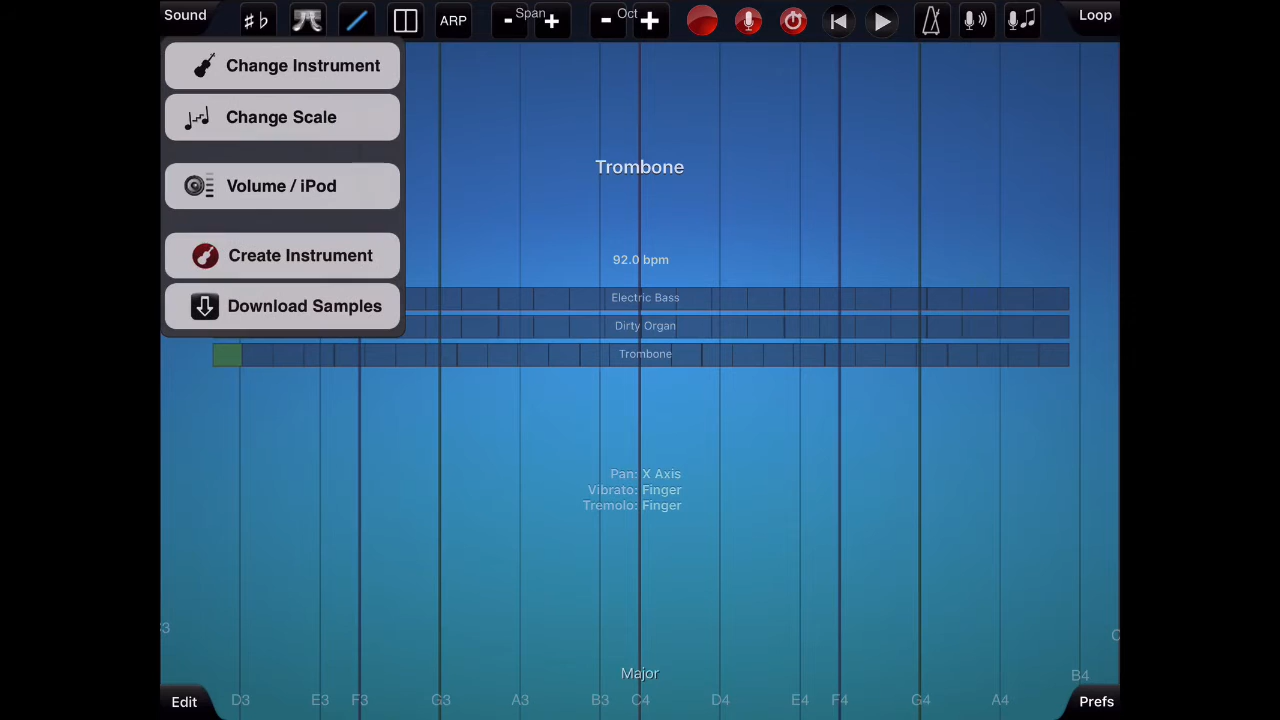 Sound
♯♭
ARP
- Span +
- Oct +
Loop
Change Instrument
Change Scale
Volume / iPod
Create Instrument
Download Samples
Trombone
92.0 bpm
Electric Bass
Dirty Organ
Trombone
Pan: X Axis
Vibrato: Finger
Tremolo: Finger
Major
D3 E3 F3 G3 A3 B3 C4 D4 E4 F4 G4 A4 B4
Edit
Prefs